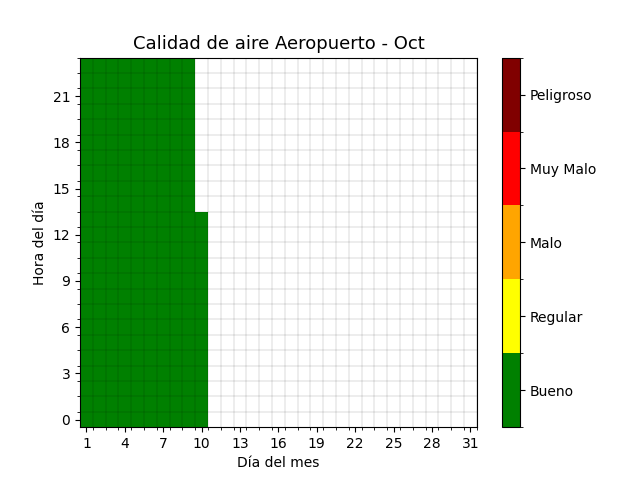 Calidad de aire Aeropuerto - Oct
Hora del día
21
18
15
12
9
6
3
0
1 4 7 10 13 16 19 22 25 28 31
Día del mes
Peligroso
Muy Malo
Malo
Regular
Bueno